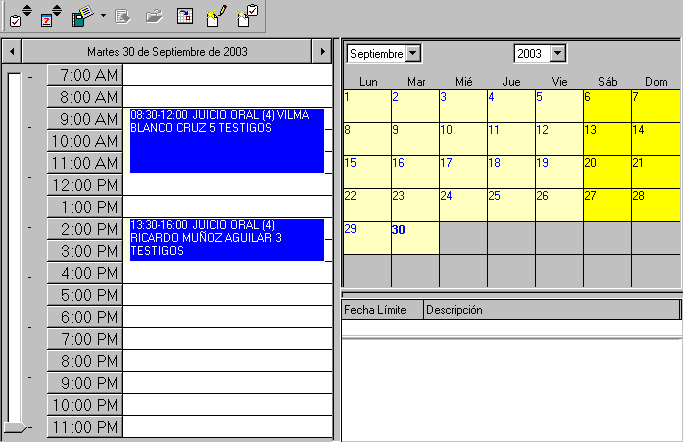 Martes 30 de Septiembre de 2003
7:00 AM
8:00 AM
9:00 AM
10:00 AM
11:00 AM
12:00 PM
1:00 PM
2:00 PM
3:00 PM
4:00 PM
5:00 PM
6:00 PM
7:00 PM
8:00 PM
9:00 PM
10:00 PM
11:00 PM
08:30-12:00 JUICIO ORAL (4) VILMA
BLANCO CRUZ 5 TESTIGOS
13:30-16:00 JUICIO ORAL (4)
RICARDO MUÑOZ AGUILAR 3
TESTIGOS
Septiembre 2003
Lun Mar Mié Jue Vie Sáb Dom
1 2 3 4 5 6 7
8 9 10 11 12 13 14
15 16 17 18 19 20 21
22 23 24 25 26 27 28
29 30
Fecha Límite Descripción